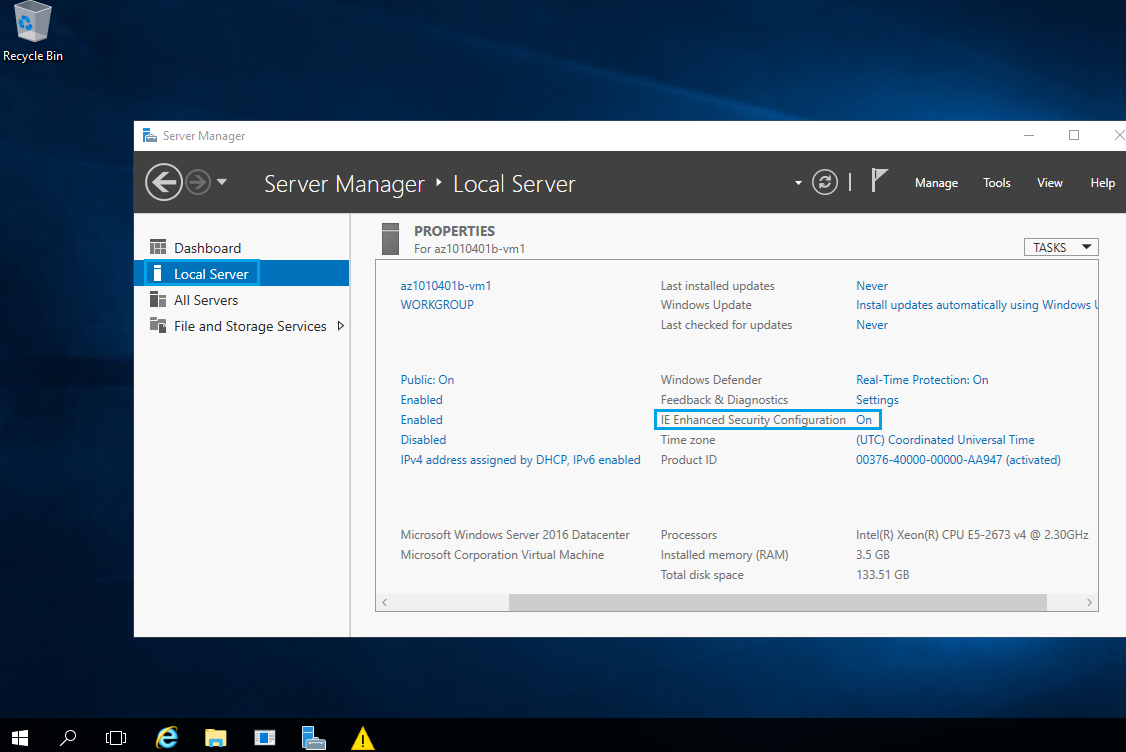 Recycle Bin
Server Manager
Server Manager
Local Server
Manage
Tools
View
Help
Dashboard
Local Server
All Servers
File and Storage Services
PROPERTIES
For az1010401b-vm1
TASKS
az1010401b-vm1
Last installed updates
Never
WORKGROUP
Windows Update
Install updates automatically using Windows U
Last checked for updates
Never
Public: On
Windows Defender
Real-Time Protection: On
Enabled
Feedback & Diagnostics
Settings
Enabled
IE Enhanced Security Configuration
On
Disabled
Time zone
(UTC) Coordinated Universal Time
IPv4 address assigned by DHCP, IPv6 enabled
Product ID
00376-40000-00000-AA947 (activated)
Microsoft Windows Server 2016 Datacenter
Processors
Intel(R) Xeon(R) CPU E5-2673 v4 @ 2.30GHz
Microsoft Corporation Virtual Machine
Installed memory (RAM)
3.5 GB
Total disk space
133.51 GB